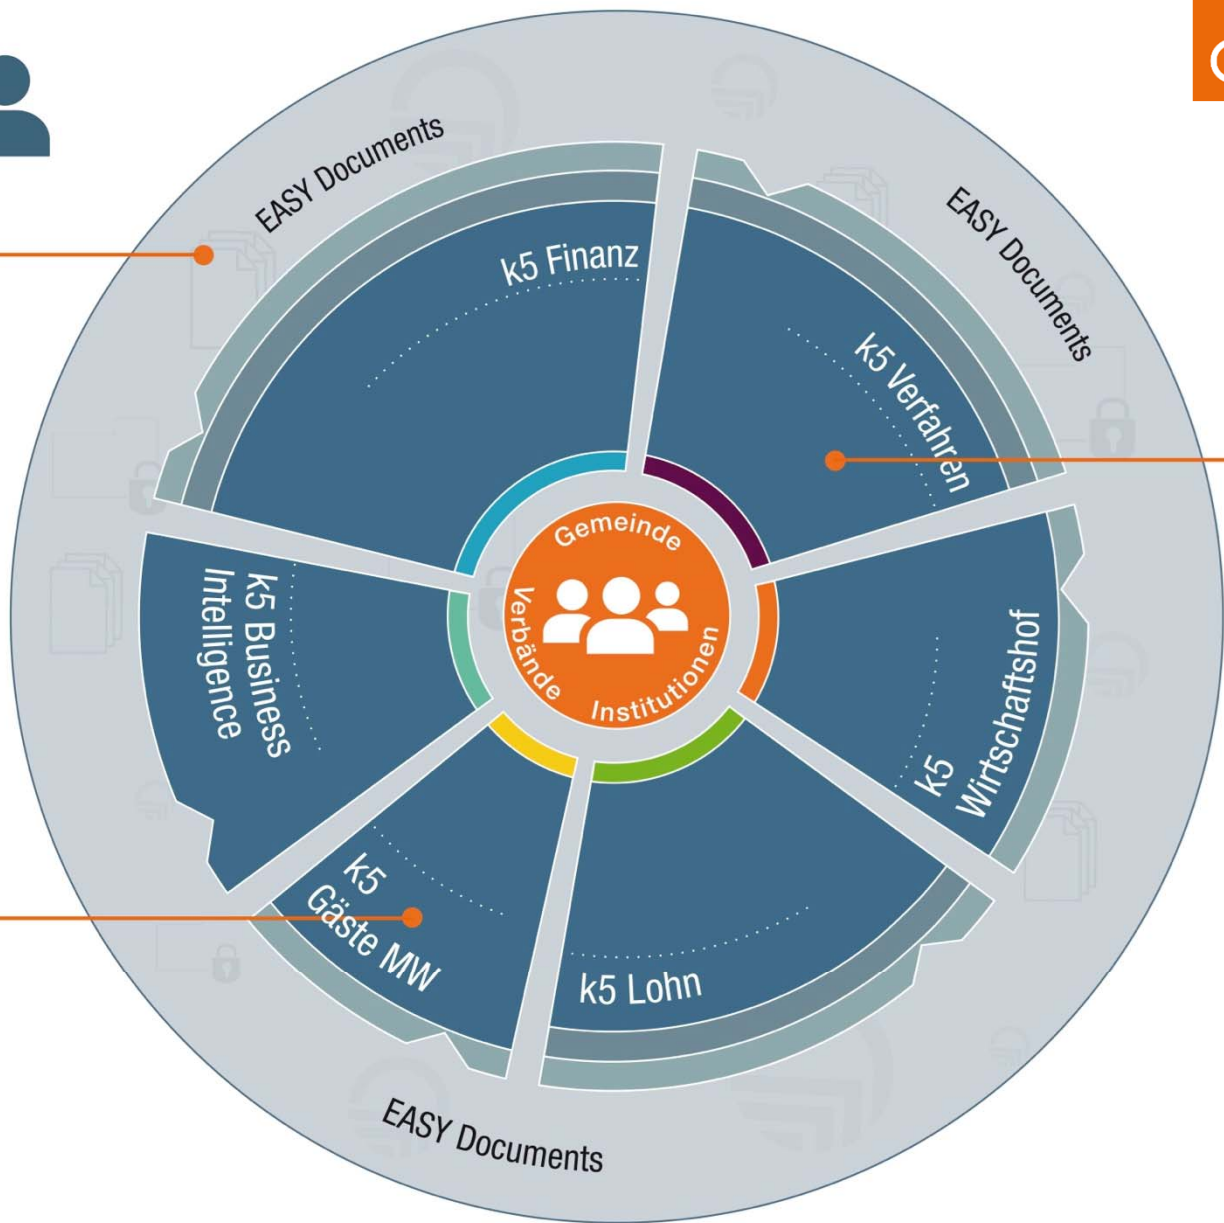 EASY Documents
EASY Documents
k5 Finanz
k5 Verfahren
k5 Business
Intelligence
Gemeinde
Verbände
Institutionen
k5
Wirtschaftshof
k5
Gäste MW
k5 Lohn
EASY Documents